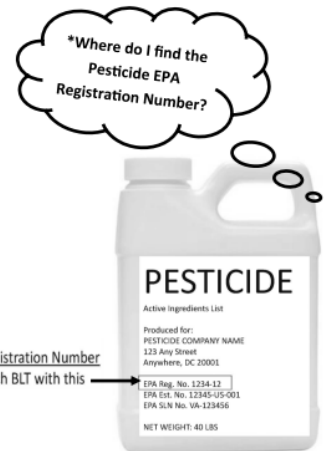 *Where do I find the
Pesticide EPA
Registration Number?
PESTICIDE
Active Ingredients List
Produced for:
PESTICIDE COMPANY NAME
123 Any Street
Anywhere, DC 20001
Number
BLT with this
EPA Reg. No. 1234-12
EPA Est. No. 12345-US-001
EPA SLN No. VA-123456
NET WEIGHT: 40 LBS